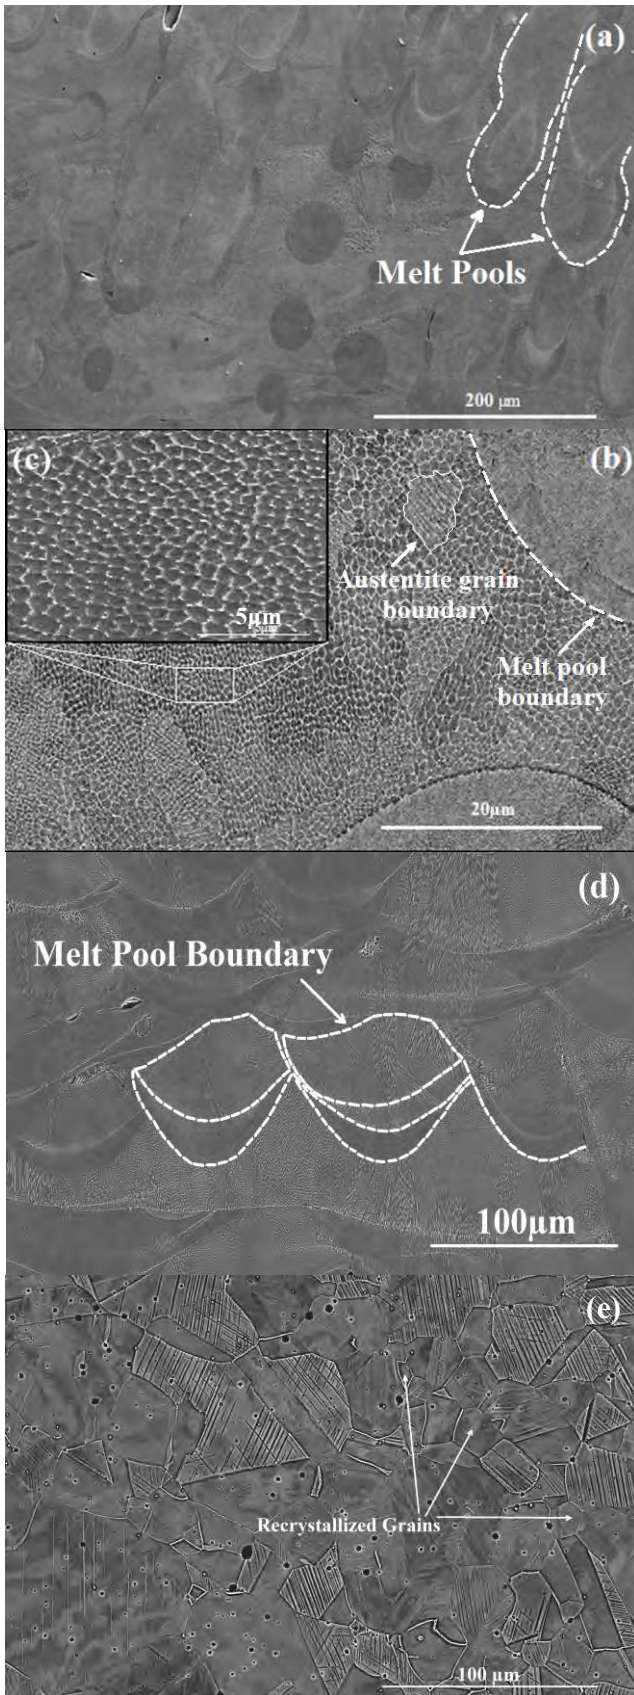 (a)
Melt Pools
200 µm
(c)
(b)
Austentite grain
boundary
5µm
Melt pool
boundary
20µm
(d)
Melt Pool Boundary
100µm
(e)
Recrystallized Grains
100 µm